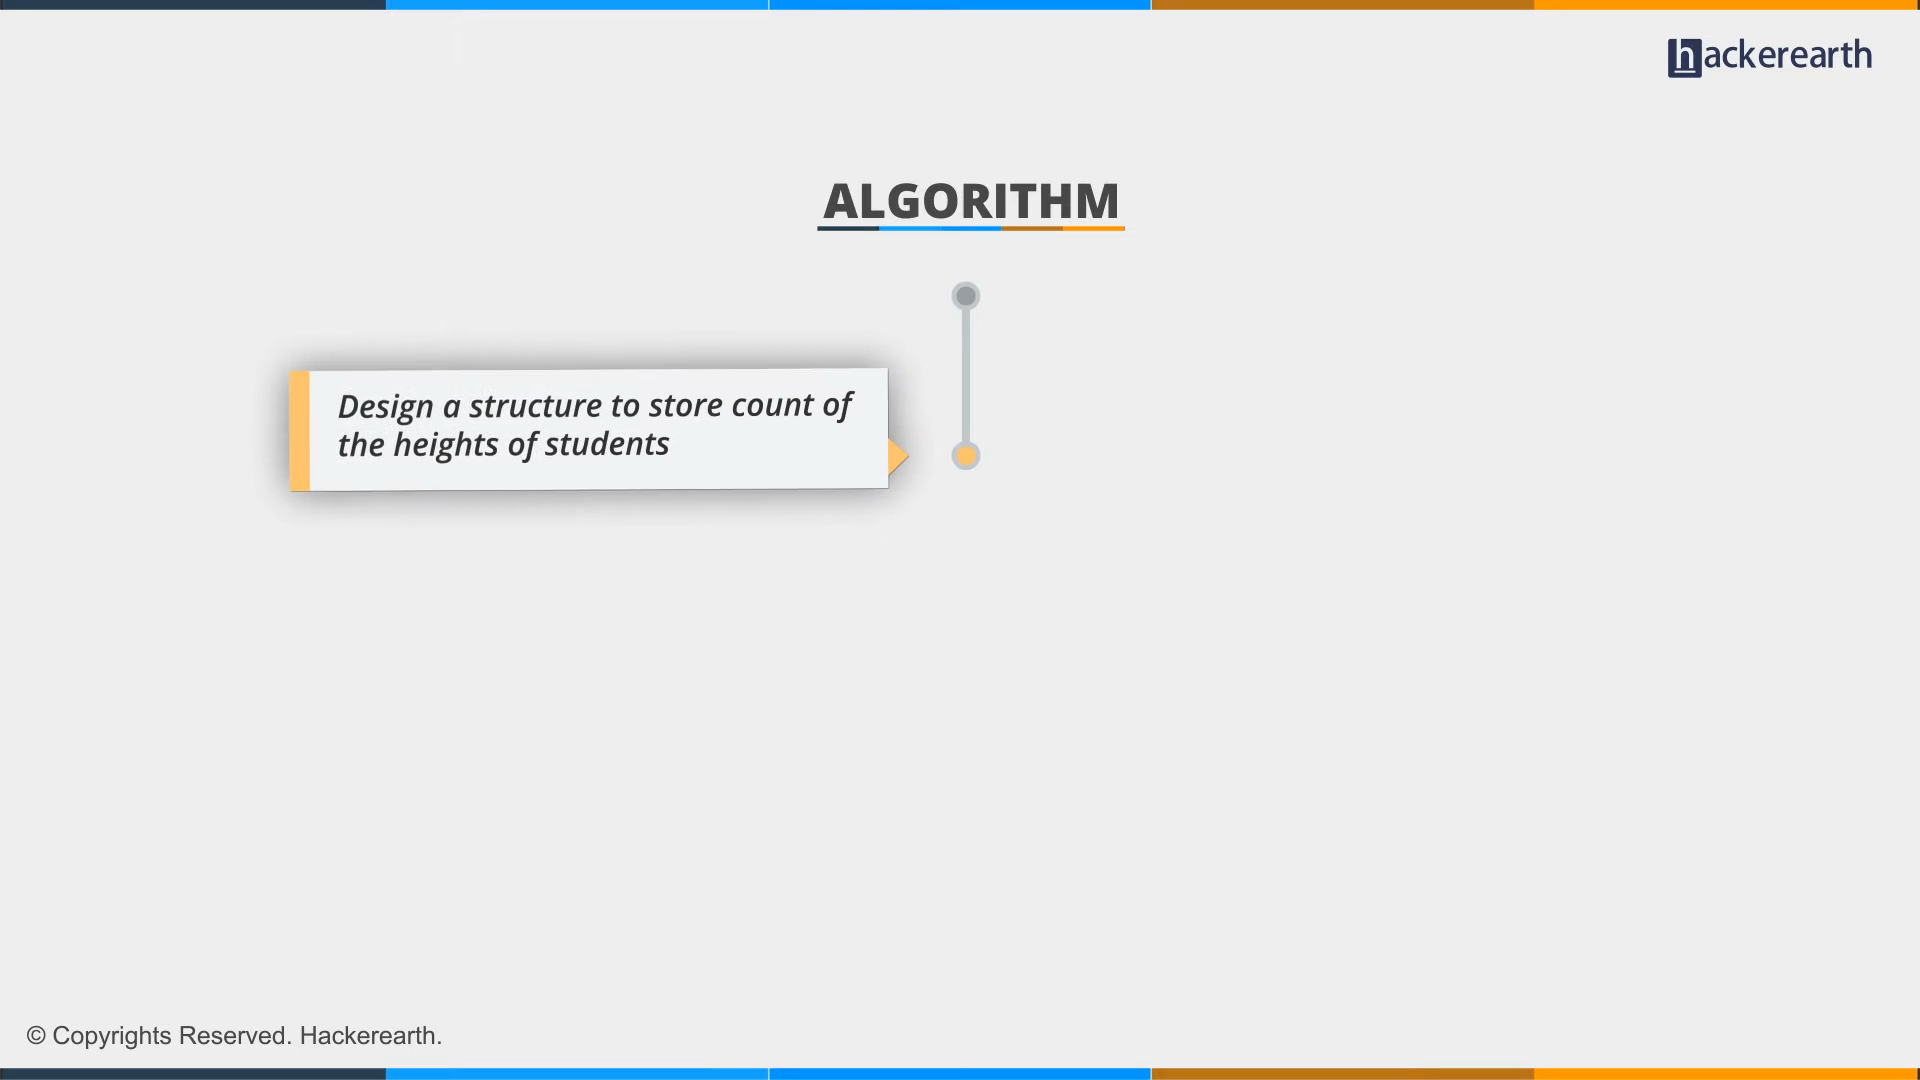 hackerearth
ALGORITHM
Design a structure to store count of
the heights of students
© Copyrights Reserved. Hackerearth.